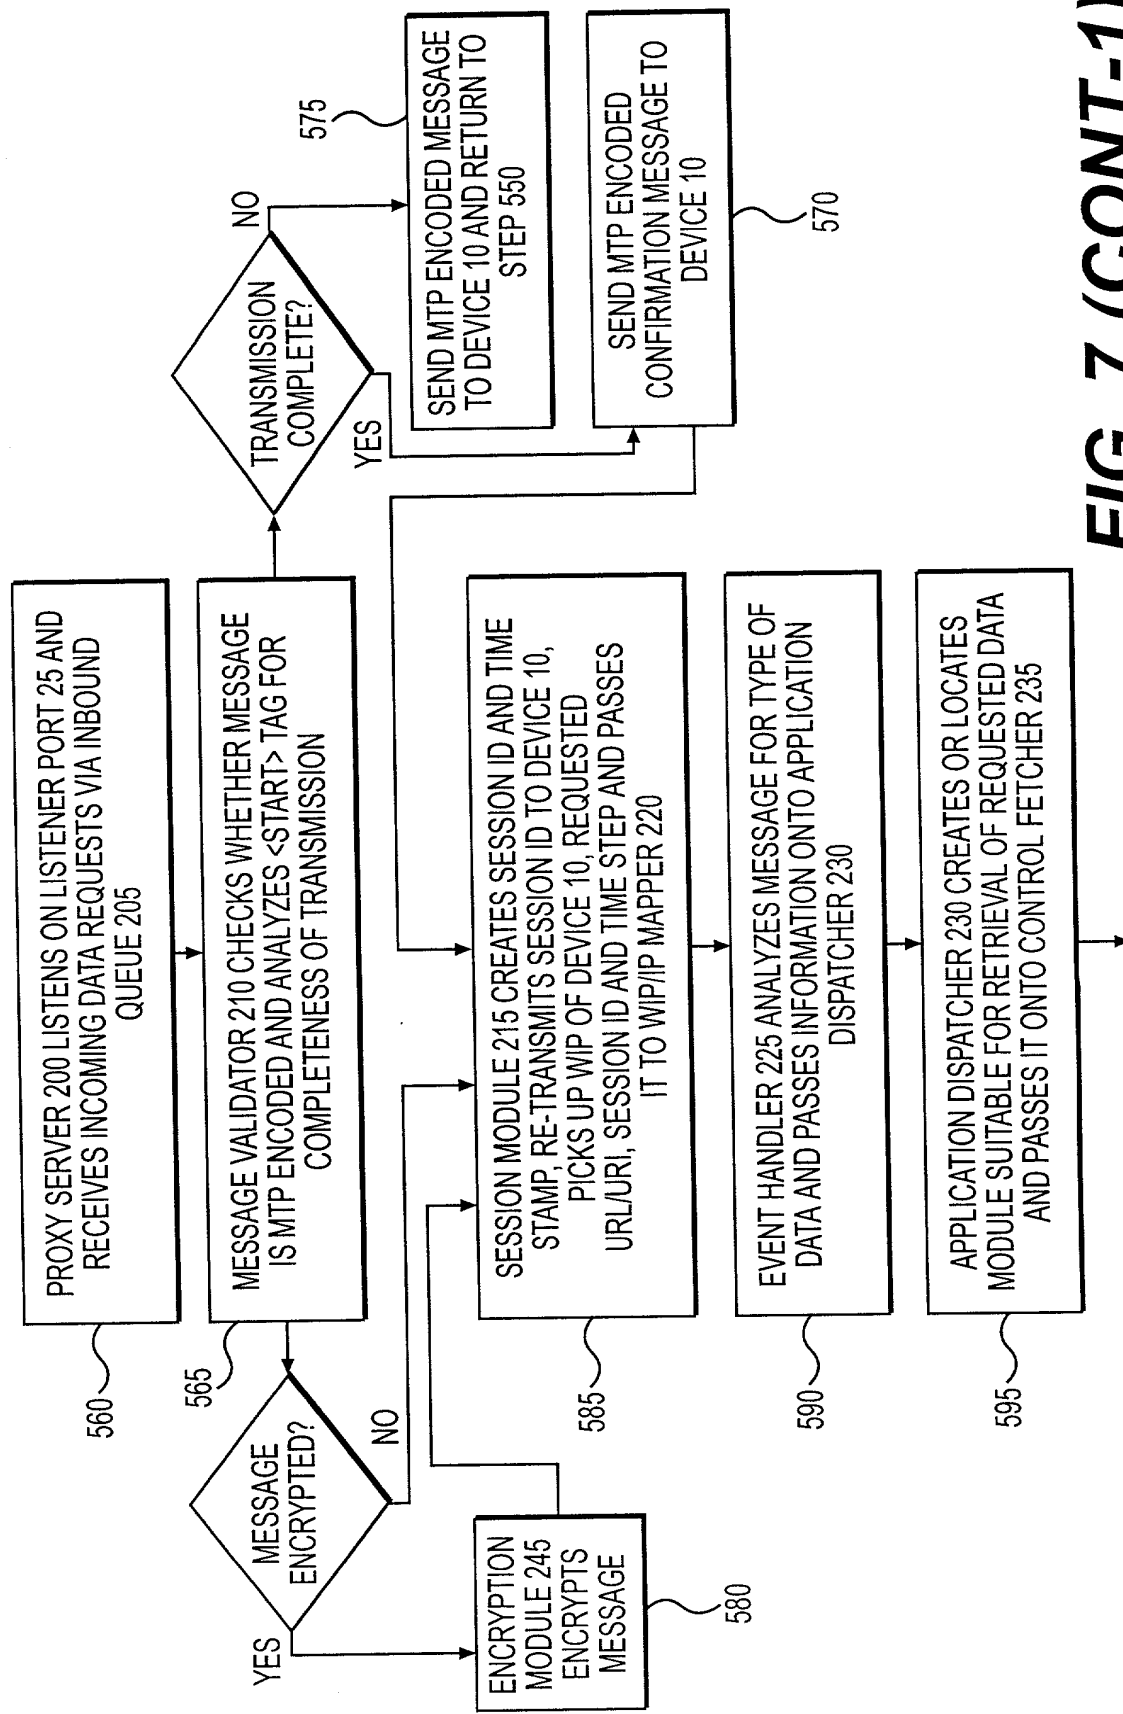 PROXY SERVER 200 LISTENS ON LISTENER PORT 25 AND
RECEIVES INCOMING DATA REQUESTS VIA INBOUND
QUEUE 205
560
MESSAGE VALIDATOR 210 CHECKS WHETHER MESSAGE
IS MTP ENCODED AND ANALYZES <START> TAG FOR
COMPLETENESS OF TRANSMISSION
565
TRANSMISSION
COMPLETE?
NO
YES
575
SEND MTP ENCODED MESSAGE
TO DEVICE 10 AND RETURN TO
STEP 550
SEND MTP ENCODED
CONFIRMATION MESSAGE TO
DEVICE 10
570
MESSAGE
ENCRYPTED?
YES
NO
ENCRYPTION
MODULE 245
ENCRYPTS
MESSAGE
580
SESSION MODULE 215 CREATES SESSION ID AND TIME
STAMP, RE-TRANSMITS SESSION ID TO DEVICE 10,
PICKS UP WIP OF DEVICE 10, REQUESTED
URL/URI, SESSION ID AND TIME STEP AND PASSES
IT TO WIP/IP MAPPER 220
585
EVENT HANDLER 225 ANALYZES MESSAGE FOR TYPE OF
DATA AND PASSES INFORMATION ONTO APPLICATION
DISPATCHER 230
590
APPLICATION DISPATCHER 230 CREATES OR LOCATES
MODULE SUITABLE FOR RETRIEVAL OF REQUESTED DATA
AND PASSES IT ONTO CONTROL FETCHER 235
595
FIG. 7 (CONT-1)